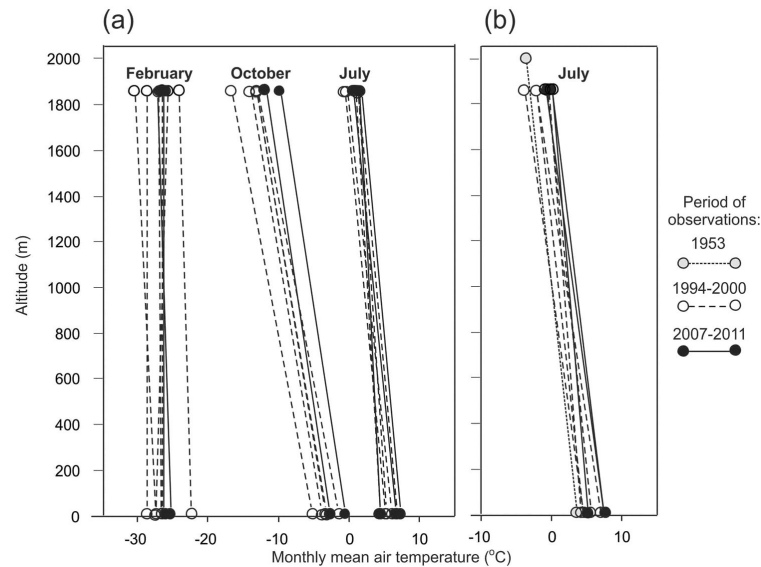 (a)
(b)
2000
1800
1600
1400
1200
1000
800
600
400
200
0
Altitude (m)
February
October
July
July
-30
-20
-10
0
10
-10
0
10
Monthly mean air temperature (°C)
Period of
observations:
1953
1994-2000
2007-2011